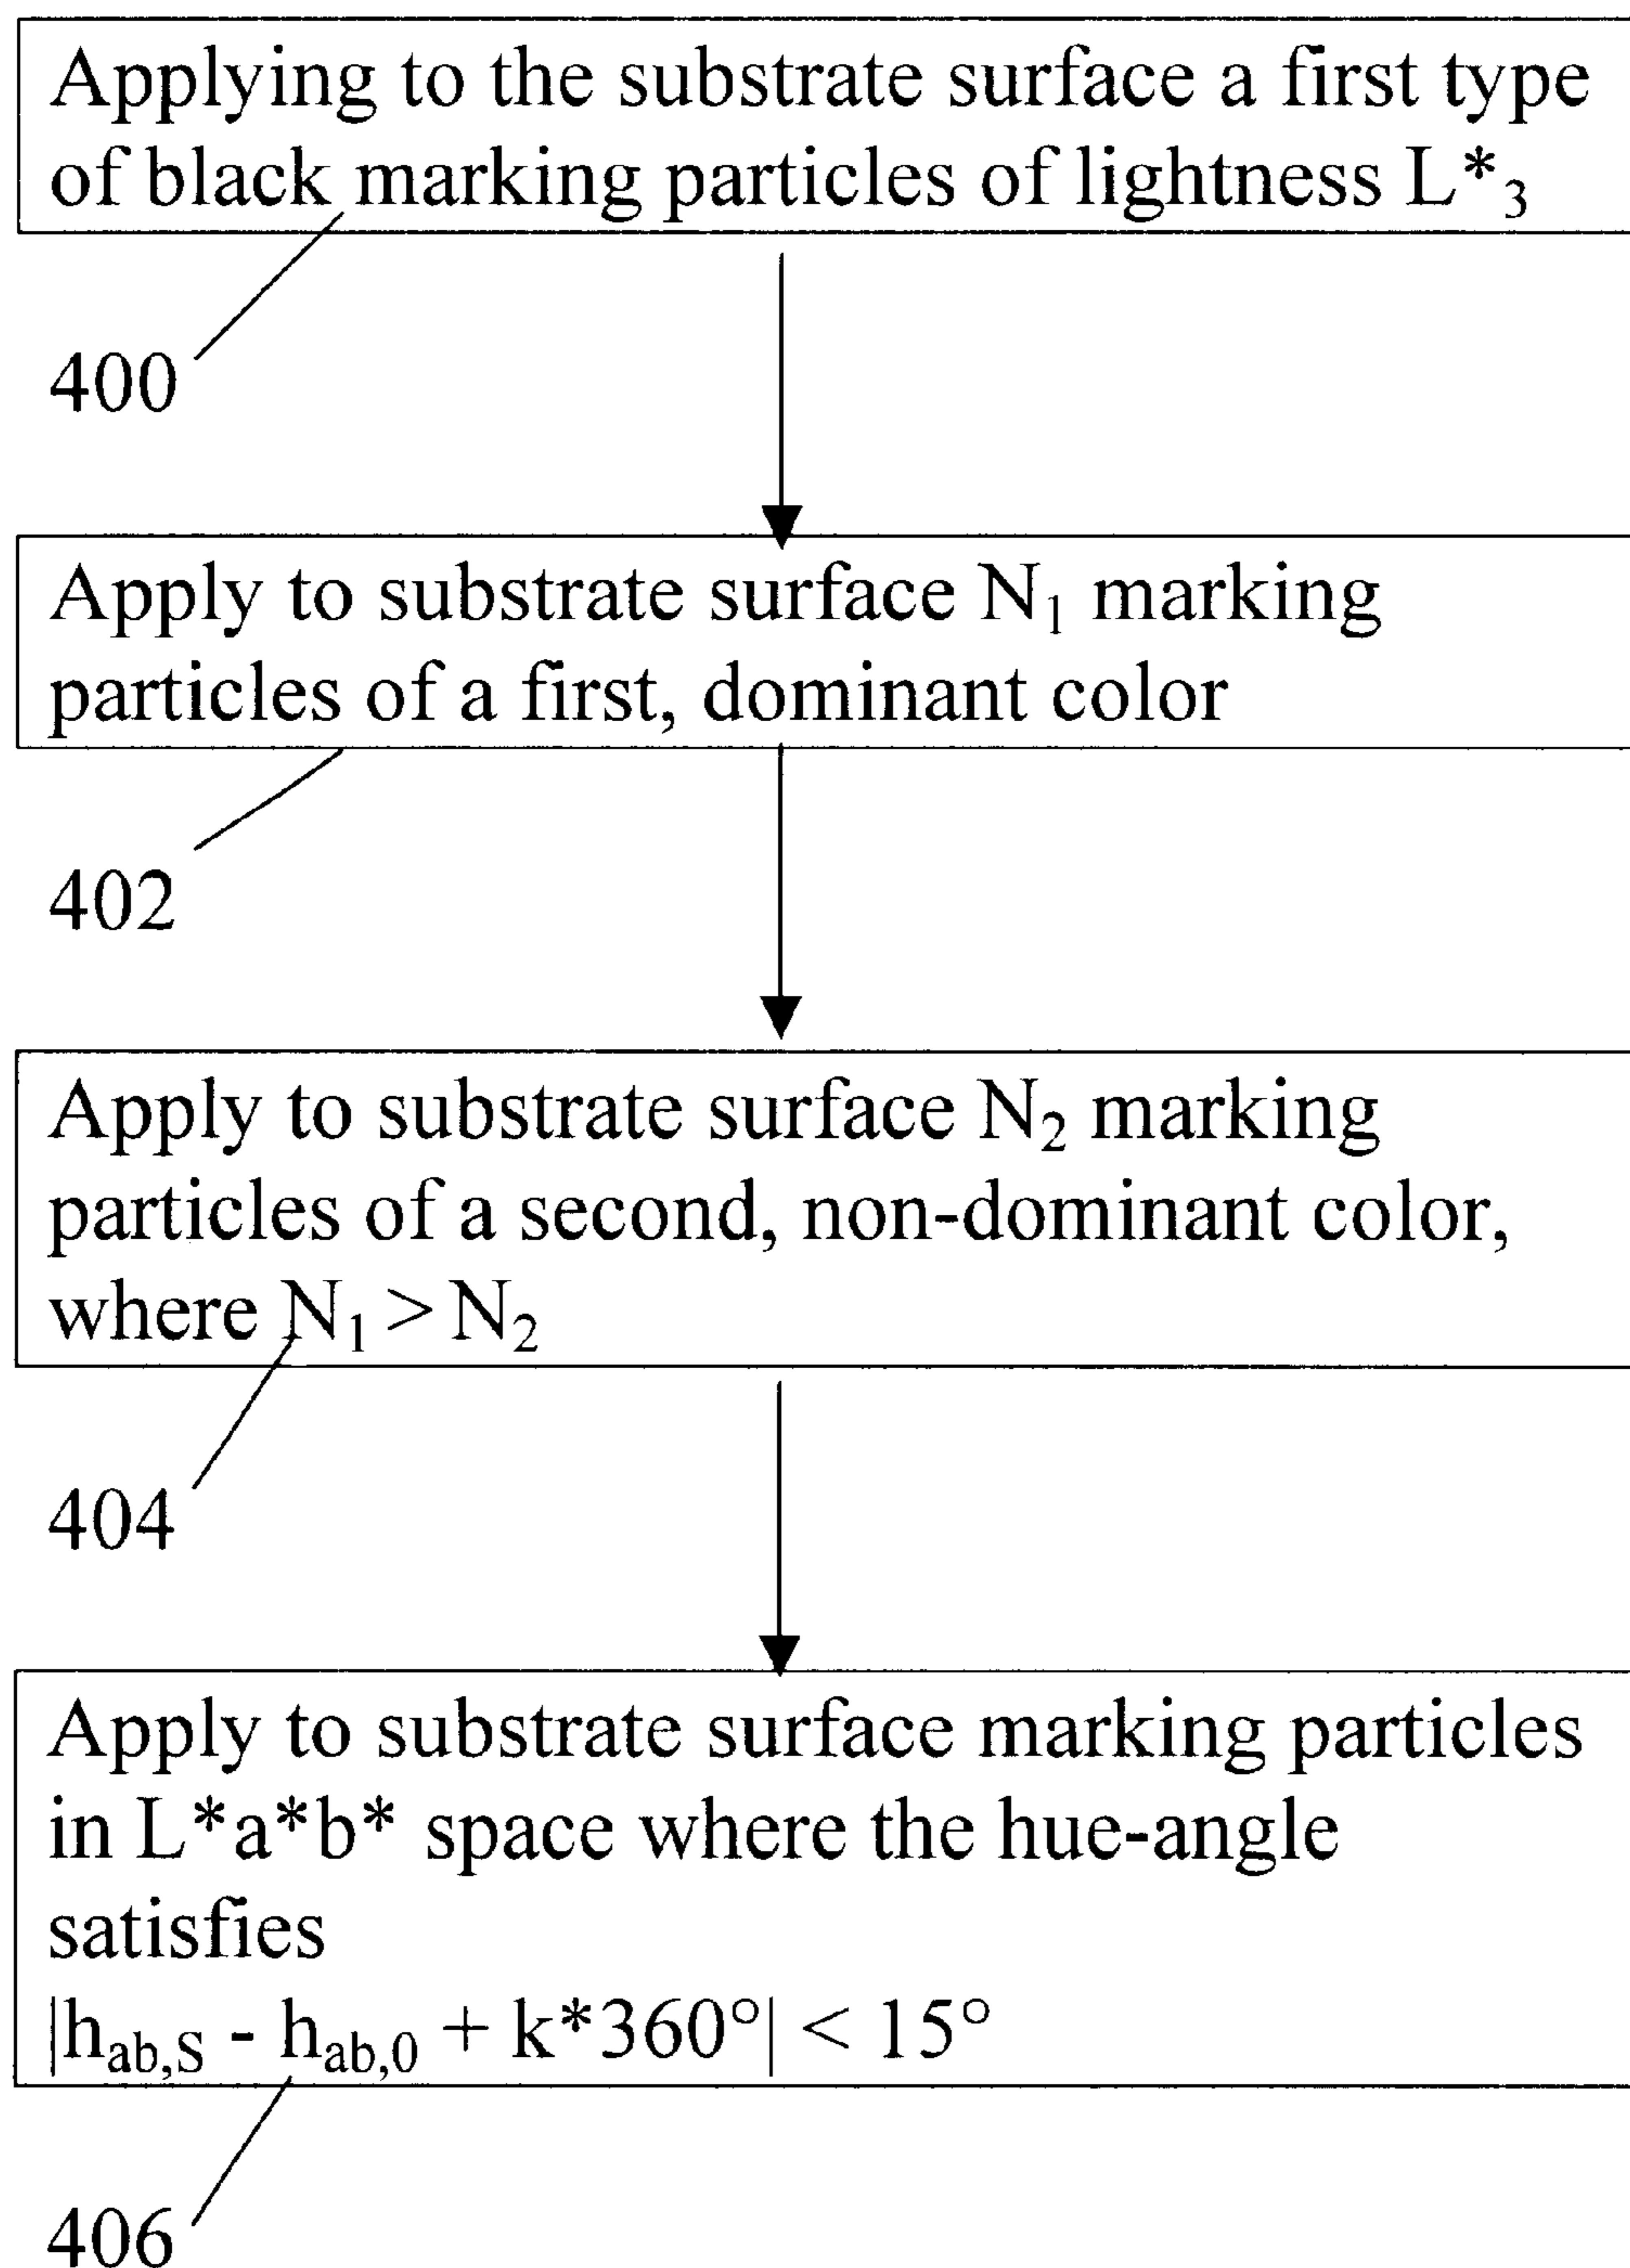 Applying to the substrate surface a first type
of black marking particles of lightness L*₃
400
Apply to substrate surface N₁ marking
particles of a first, dominant color
402
Apply to substrate surface N₂ marking
particles of a second, non-dominant color,
where N₁ > N₂
404
Apply to substrate surface marking particles
in L*a*b* space where the hue-angle
satisfies
|h_ab,S - h_ab,0 + k*360°| < 15°
406